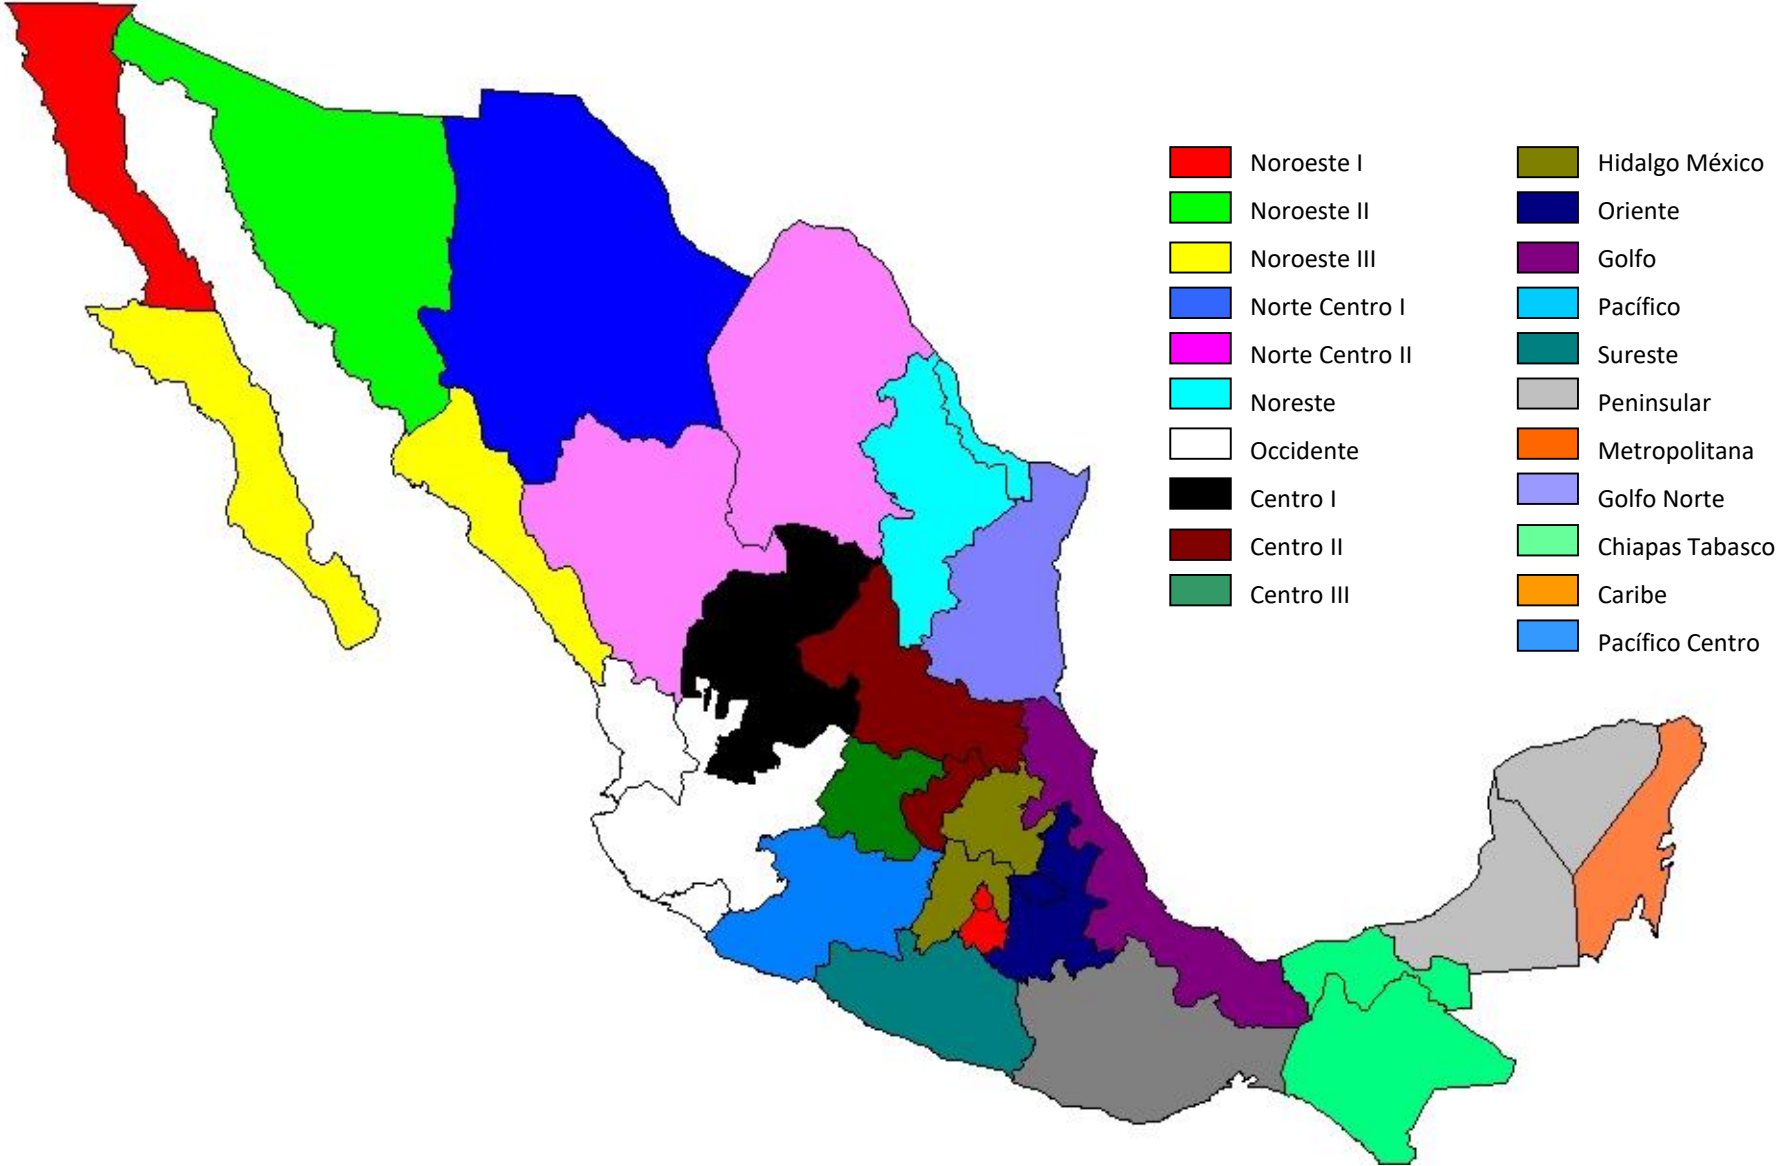 Noroeste I
Noroeste II
Noroeste III
Norte Centro I
Norte Centro II
Noreste
Occidente
Centro I
Centro II
Centro III
Hidalgo México
Oriente
Golfo
Pacífico
Sureste
Peninsular
Metropolitana
Golfo Norte
Chiapas Tabasco
Caribe
Pacífico Centro